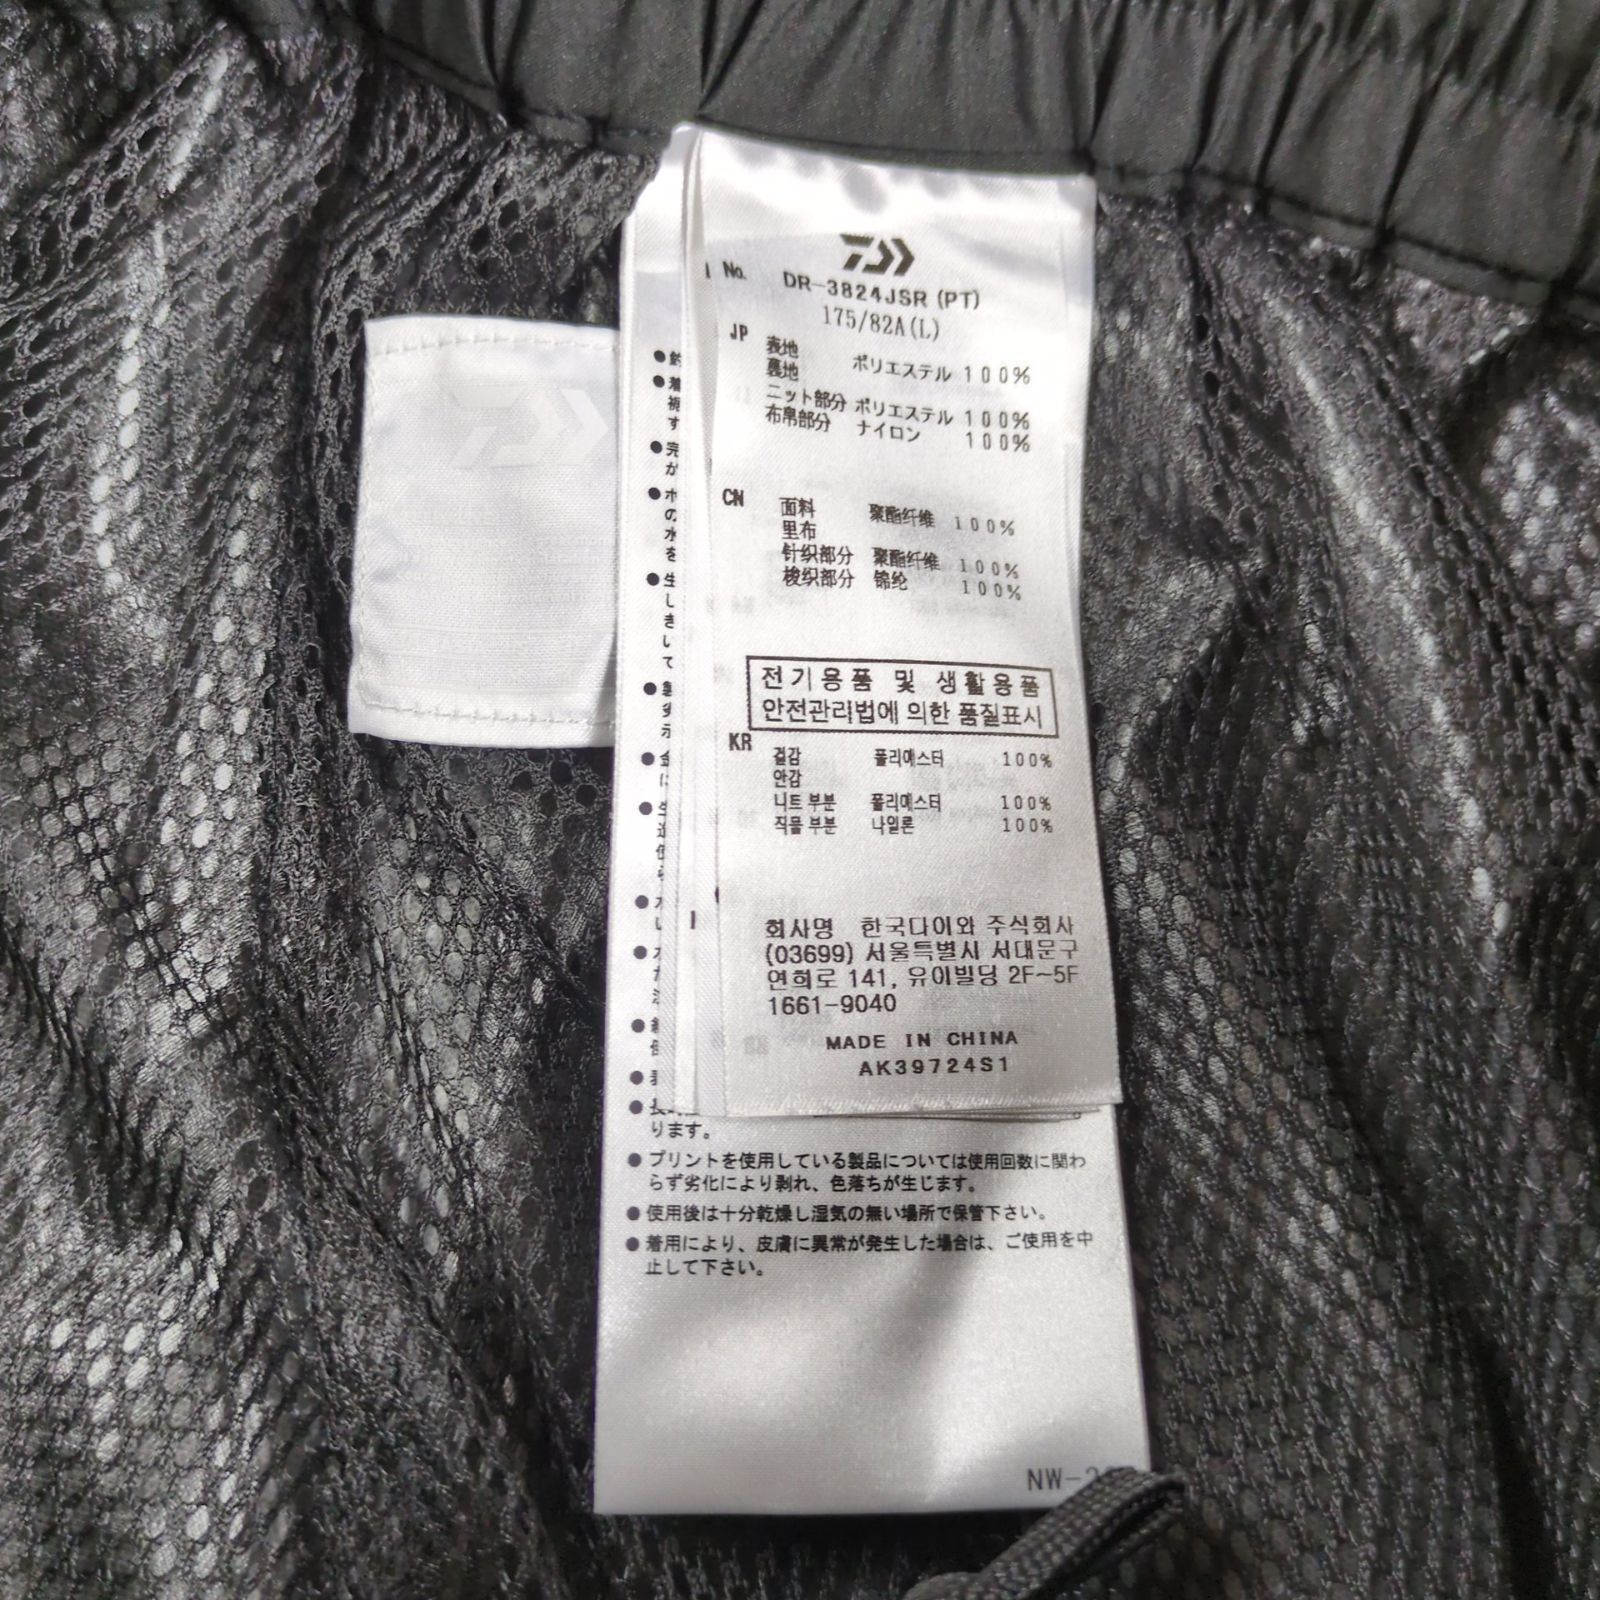 No. DR-3824JSR (PT)
175/82A(L)
JP 表地 ポリエステル 100%
裏地
ニット部分 ポリエステル 100%
布帛部分 ナイロン 100%
CN 面料 聚酯纤维 100%
里布
针织部分 聚酯纤维 100%
梭织部分 锦纶 100%
전기용품 및 생활용품
안전관리법에 의한 품질표시
KR 겉감 폴리에스터 100%
안감
니트 부분 폴리에스터 100%
직물 부분 나일론 100%
회사명 한국다이와 주식회사
(03699) 서울특별시 서대문구
연희로 141, 유이빌딩 2F~5F
1661-9040
MADE IN CHINA
AK39724S1
ります。
●プリントを使用している製品については使用回数に関わ
らず劣化により剥れ、色落ちが生じます。
●使用後は十分乾燥し湿気の無い場所で保管下さい。
●着用により、皮膚に異常が発生した場合は、ご使用を中
止して下さい。